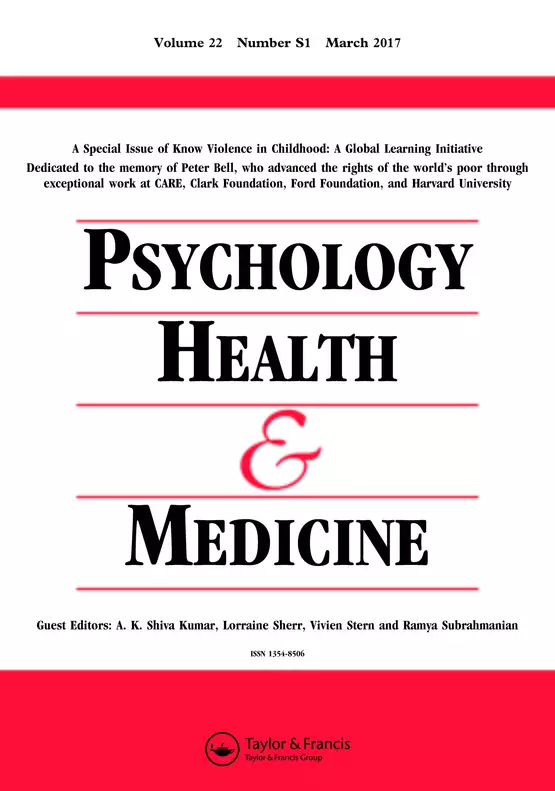 Volume 22 Number S1 March 2017
A Special Issue of Know Violence in Childhood: A Global Learning Initiative
Dedicated to the memory of Peter Bell, who advanced the rights of the world's poor through
exceptional work at CARE, Clark Foundation, Ford Foundation, and Harvard University
PSYCHOLOGY
HEALTH
&
MEDICINE
Guest Editors: A. K. Shiva Kumar, Lorraine Sherr, Vivien Stern and Ramya Subrahmanian
ISSN 1354-8506
Taylor & Francis
Taylor & Francis Group